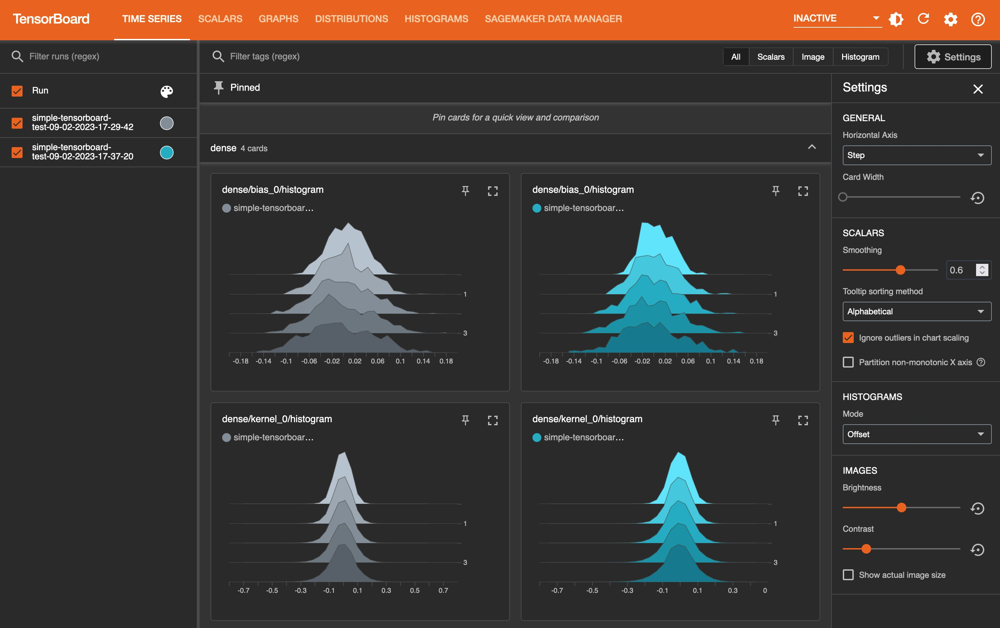 TensorBoard
TIME SERIES
SCALARS
GRAPHS
DISTRIBUTIONS
HISTOGRAMS
SAGEMAKER DATA MANAGER
INACTIVE
Filter runs (regex)
Filter tags (regex)
All
Scalars
Image
Histogram
Settings
Run
simple-tensorboard-
test-09-02-2023-17-29-42
simple-tensorboard-
test-09-02-2023-17-37-20
Pinned
Pin cards for a quick view and comparison
dense 4 cards
dense/bias_0/histogram
simple-tensorboar...
1
3
-0.18 -0.14 -0.1 -0.06 -0.02 0.02 0.06 0.1 0.14 0.18
dense/bias_0/histogram
simple-tensorboar...
1
3
-0.18 -0.14 -0.1 -0.06 -0.02 0.02 0.06 0.1 0.14 0.18
dense/kernel_0/histogram
simple-tensorboar...
1
3
-0.7 -0.5 -0.3 -0.1 0.1 0.3 0.5 0.7
dense/kernel_0/histogram
simple-tensorboar...
1
3
-0.7 -0.5 -0.3 -0.1 0.1 0.3 0
Settings
GENERAL
Horizontal Axis
Step
Card Width
SCALARS
Smoothing
0.6
Tooltip sorting method
Alphabetical
Ignore outliers in chart scaling
Partition non-monotonic X axis
HISTOGRAMS
Mode
Offset
IMAGES
Brightness
Contrast
Show actual image size